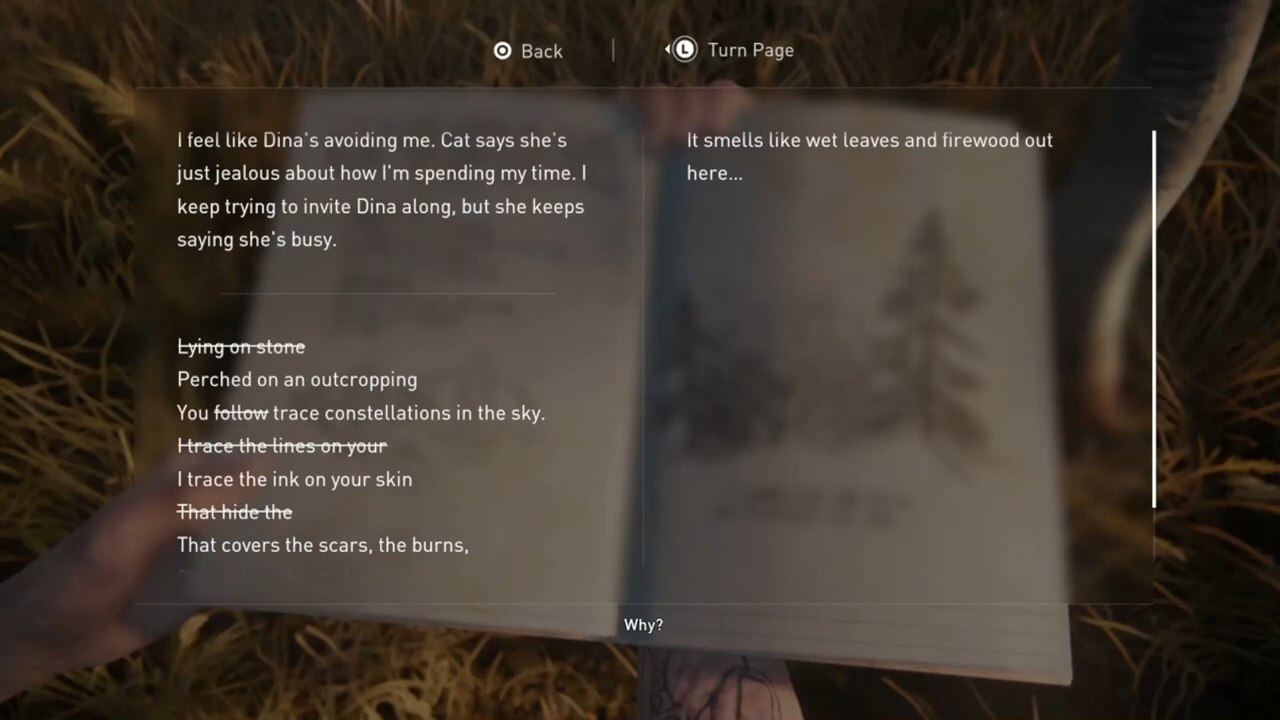 Back | L Turn Page
I feel like Dina's avoiding me. Cat says she's
just jealous about how I'm spending my time. I
keep trying to invite Dina along, but she keeps
saying she's busy.
Lying on stone
Perched on an outcropping
You follow trace constellations in the sky.
I trace the lines on your
I trace the ink on your skin
That hide the
That covers the scars, the burns,
It smells like wet leaves and firewood out
here...
Why?